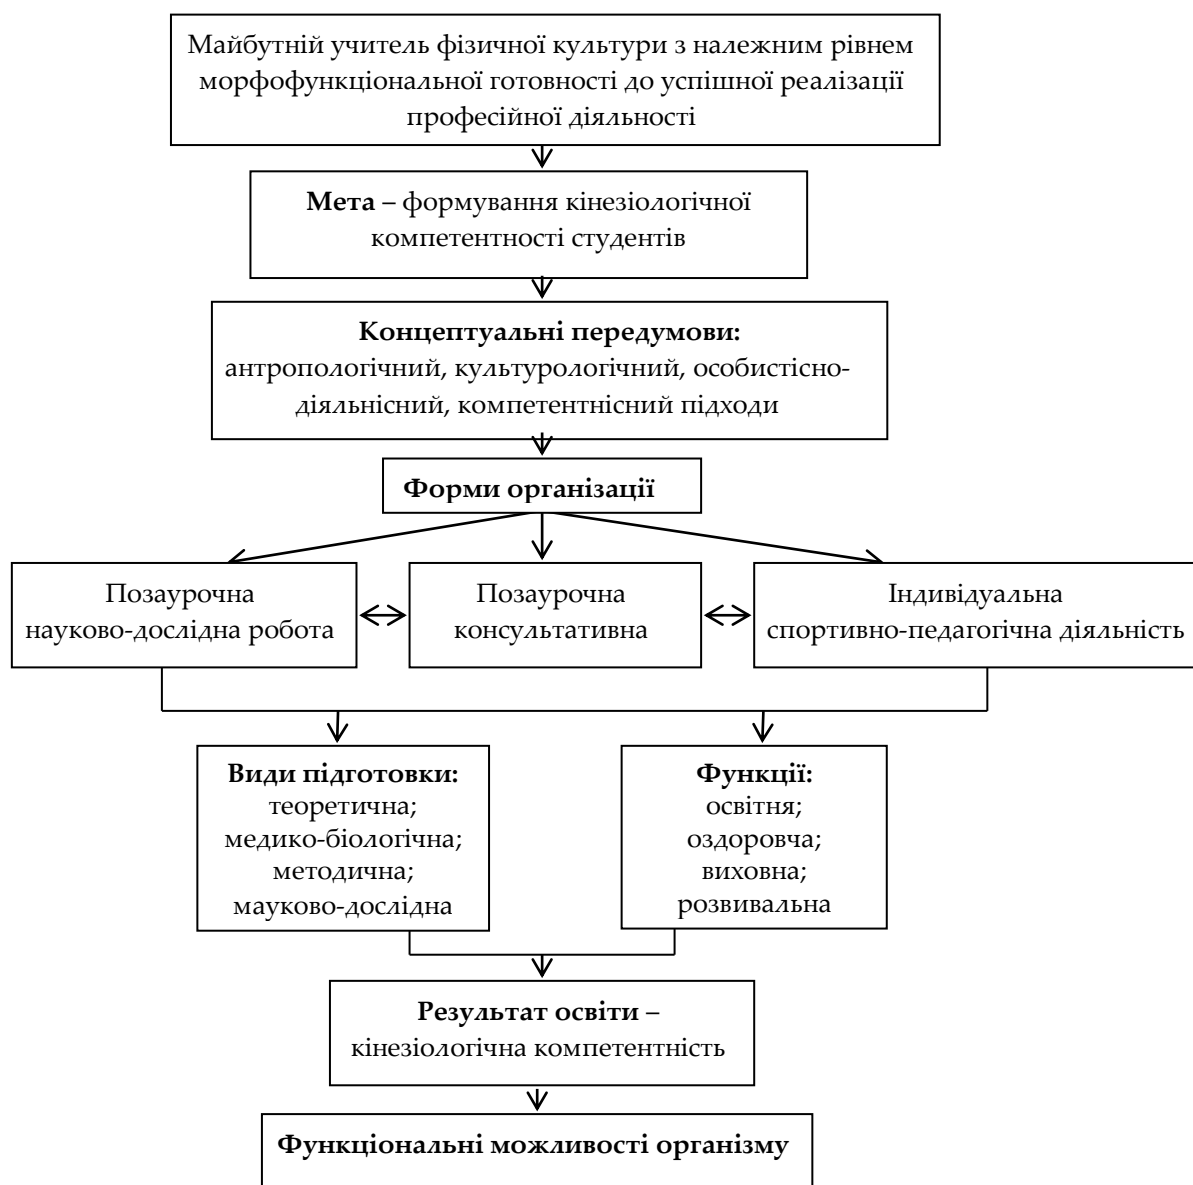 Майбутній учитель фізичної культури з належним рівнем
морфофункціональної готовності до успішної реалізації
професійної діяльності
Мета – формування кінезіологічної
компетентності студентів
Концептуальні передумови:
антропологічний, культурологічний, особистісно-
діяльнісний, компетентнісний підходи
Форми організації
Позаурочна
науково-дослідна робота
Позаурочна
консультативна
Індивідуальна
спортивно-педагогічна діяльність
Види підготовки:
теоретична;
медико-біологічна;
методична;
мауково-дослідна
Функції:
освітня;
оздоровча;
виховна;
розвивальна
Результат освіти –
кінезіологічна компетентність
Функціональні можливості організму